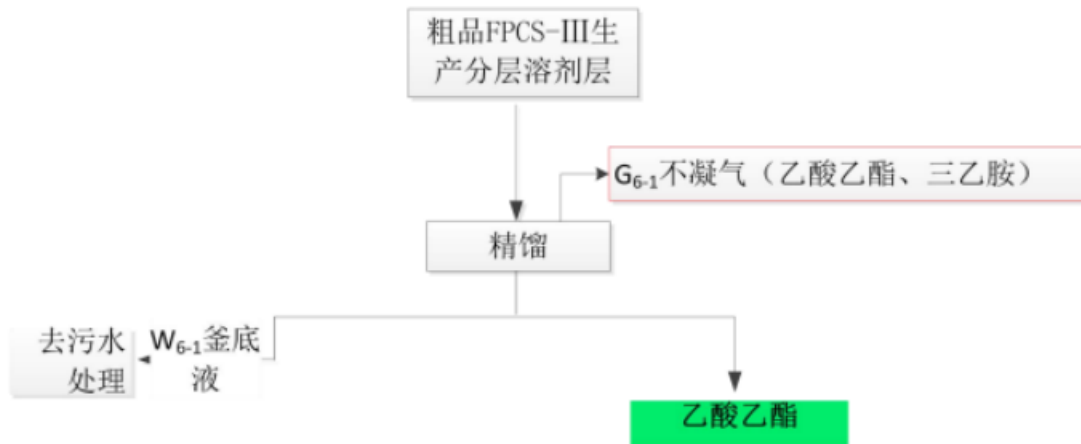 粗品FPCS-III生
产分层溶剂层
G6-1不凝气（乙酸乙酯、三乙胺）
精馏
去污水
处理
W6-1釜底
液
乙酸乙酯